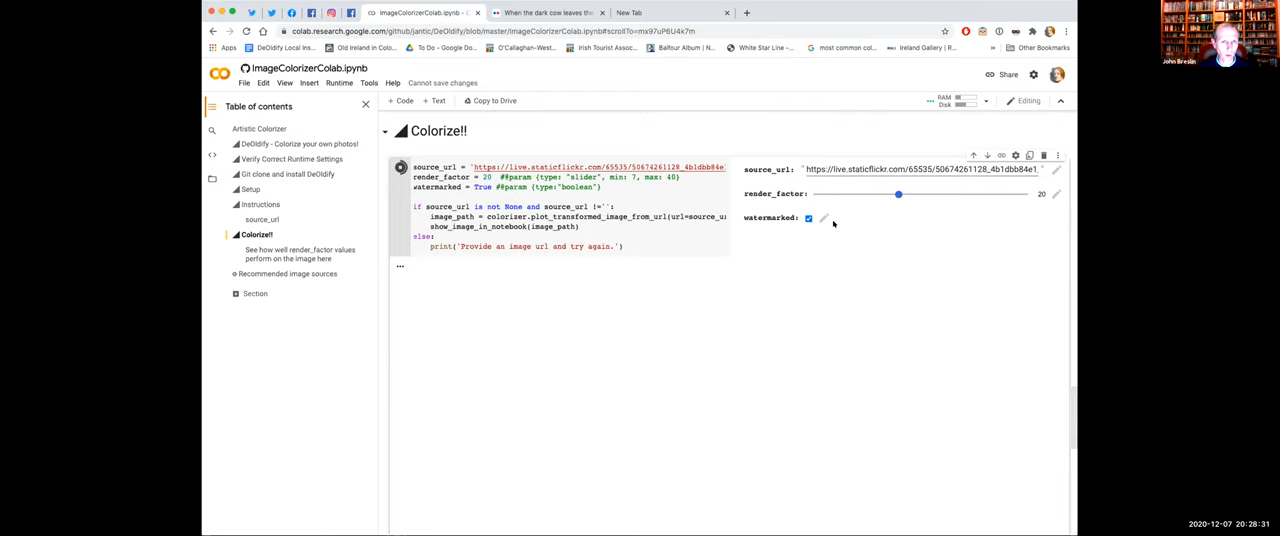 ImageColorizerColab.ipynb - C
When the dark cow leaves the
New Tab
colab.research.google.com/github/jantic/DeOldify/blob/master/ImageColorizerColab.ipynb#scrollTo=mx97uP6U4k7m
Apps
DeOldify Local Ins...
Old Ireland in Colo...
To Do - Google Do...
O'Callaghan-West...
Irish Tourist Assoc...
Balfour Album | N...
White Star Line -...
most common col...
Ireland Gallery | R...
»
Other Bookmarks
John Breslin
ImageColorizerColab.ipynb
File Edit View Insert Runtime Tools Help Cannot save changes
Share
Table of contents
+ Code + Text Copy to Drive
RAM
Disk
Editing
Artistic Colorizer
DeOldify - Colorize your own photos!
Verify Correct Runtime Settings
Git clone and install DeOldify
Setup
Instructions
source_url
Colorize!!
See how well render_factor values
perform on the image here
Recommended image sources
Section
Colorize!!
source_url = 'https://live.staticflickr.com/65535/50674261128_4b1dbb84e1
render_factor = 20 #@param {type: "slider", min: 7, max: 40}
watermarked = True #@param {type:"boolean"}
if source_url is not None and source_url !='':
image_path = colorizer.plot_transformed_image_from_url(url=source_u
show_image_in_notebook(image_path)
else:
print('Provide an image url and try again.')
...
source_url: "https://live.staticflickr.com/65535/50674261128_4b1dbb84e1_ "
render_factor: 20
watermarked:
2020-12-07 20:28:31